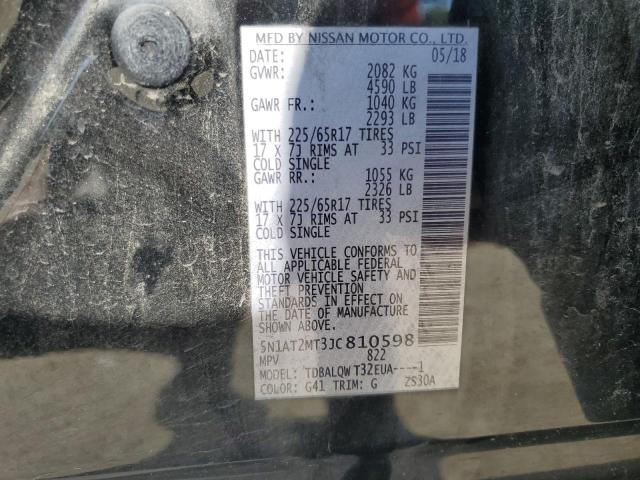 MFD BY NISSAN MOTOR CO., LTD.
DATE: 05/18
GVWR: 2082 KG
4590 LB
GAWR FR.: 1040 KG
2293 LB
WITH 225/65R17 TIRES
17 X 7J RIMS AT 33 PSI
COLD SINGLE
GAWR RR.: 1055 KG
2326 LB
WITH 225/65R17 TIRES
17 X 7J RIMS AT 33 PSI
COLD SINGLE
THIS VEHICLE CONFORMS TO
ALL APPLICABLE FEDERAL
MOTOR VEHICLE SAFETY AND
THEFT PREVENTION
STANDARDS IN EFFECT ON
THE DATE OF MANUFACTURE
SHOWN ABOVE.
5N1AT2MT3JC810598
MPV 822
MODEL: TDBALQW T32EUA----1
COLOR: G41 TRIM: G ZS30A